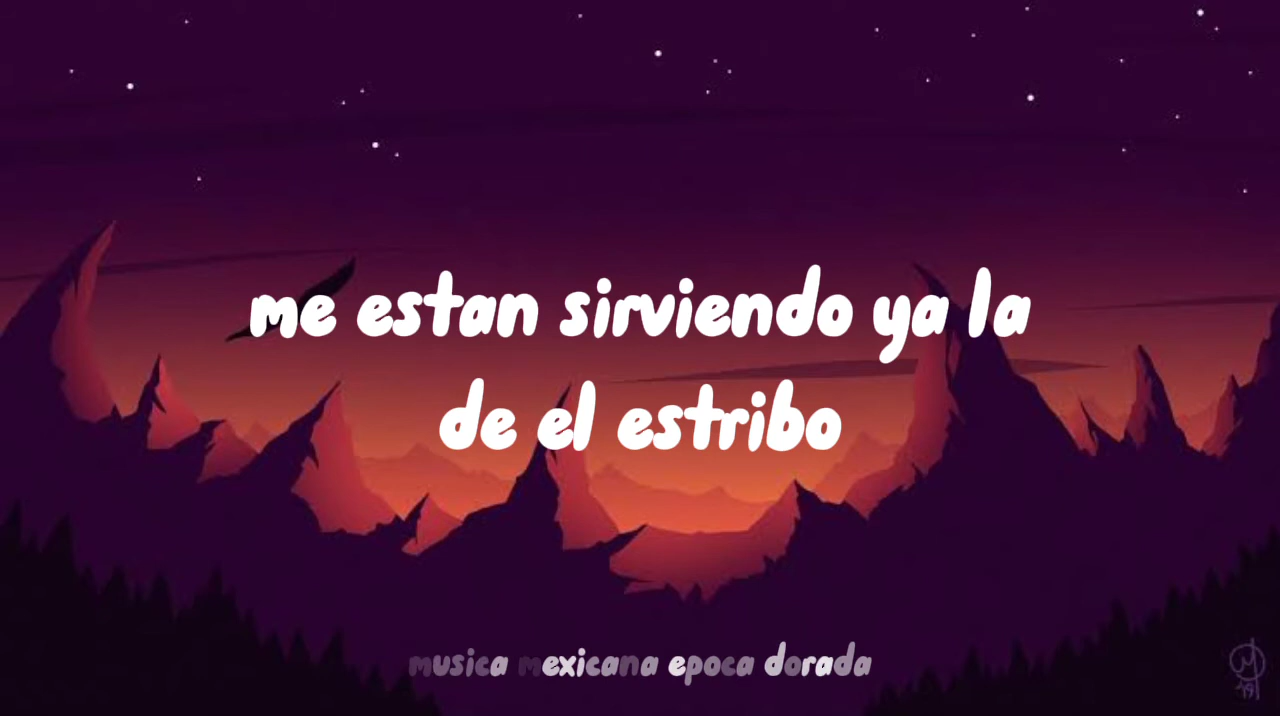 me estan sirviendo ya la
de el estribo
musica mexicana epoca dorada